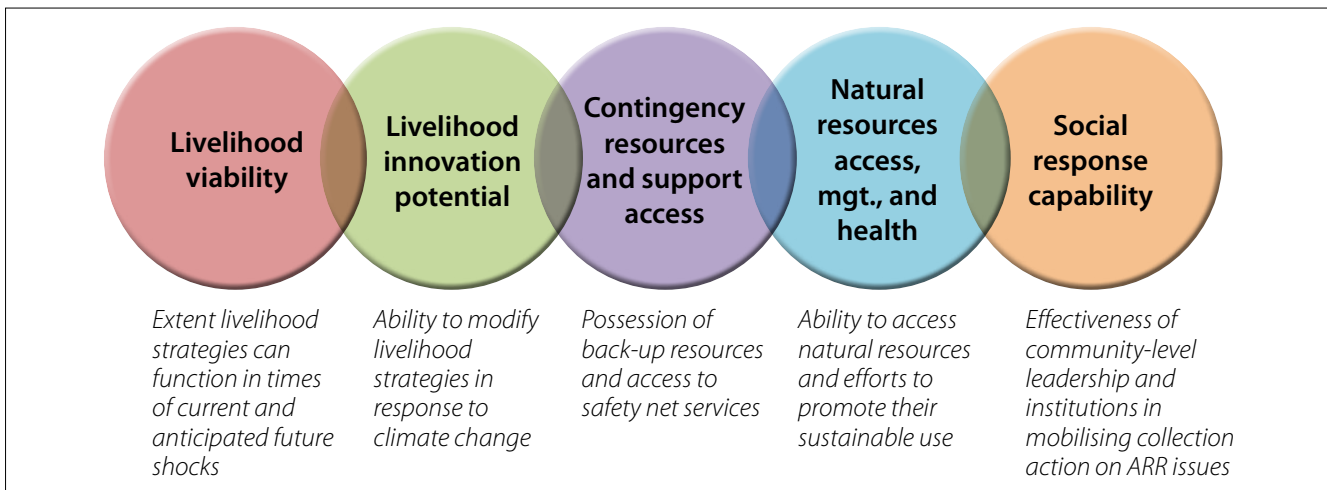 Livelihood
viability
Livelihood
innovation
potential
Contingency
resources
and support
access
Natural
resources
access,
mgt., and
health
Social
response
capability
Extent livelihood
strategies can
function in times
of current and
anticipated future
shocks
Ability to modify
livelihood
strategies in
response to
climate change
Possession of
back-up resources
and access to
safety net services
Ability to access
natural resources
and efforts to
promote their
sustainable use
Effectiveness of
community-level
leadership and
institutions in
mobilising collection
action on ARR issues